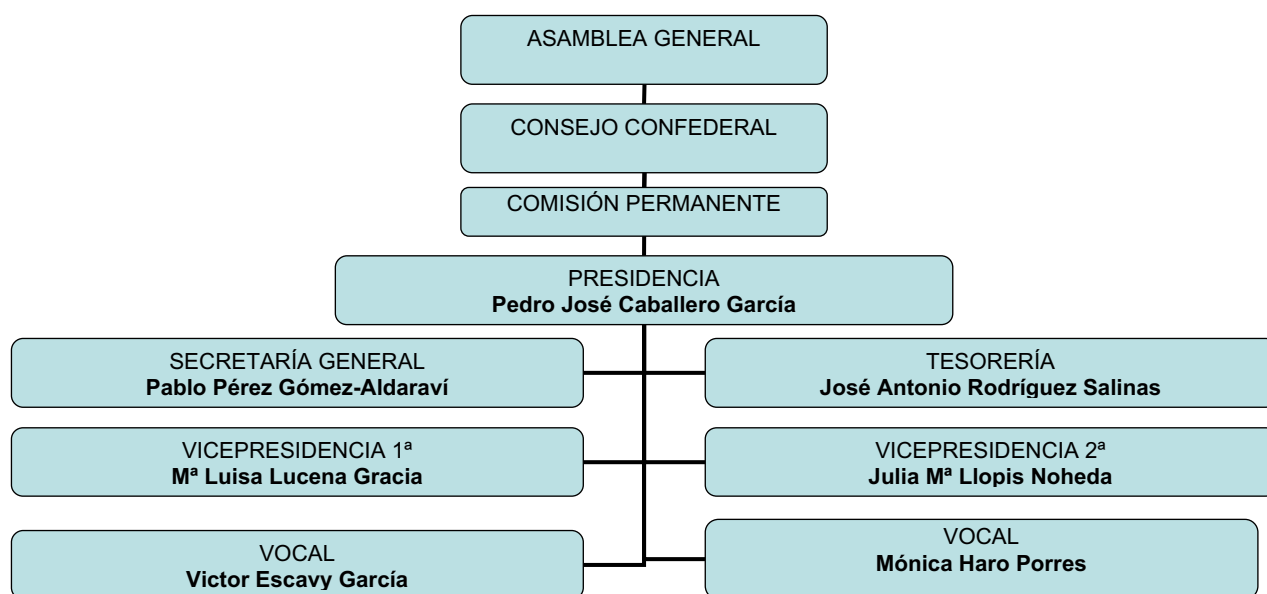 ASAMBLEA GENERAL
CONSEJO CONFEDERAL
COMISIÓN PERMANENTE
PRESIDENCIA
Pedro José Caballero García
SECRETARÍA GENERAL
Pablo Pérez Gómez-Aldaraví
TESORERÍA
José Antonio Rodríguez Salinas
VICEPRESIDENCIA 1ª
Mª Luisa Lucena Gracia
VICEPRESIDENCIA 2ª
Julia Mª Llopis Noheda
VOCAL
Victor Escavy García
VOCAL
Mónica Haro Porres